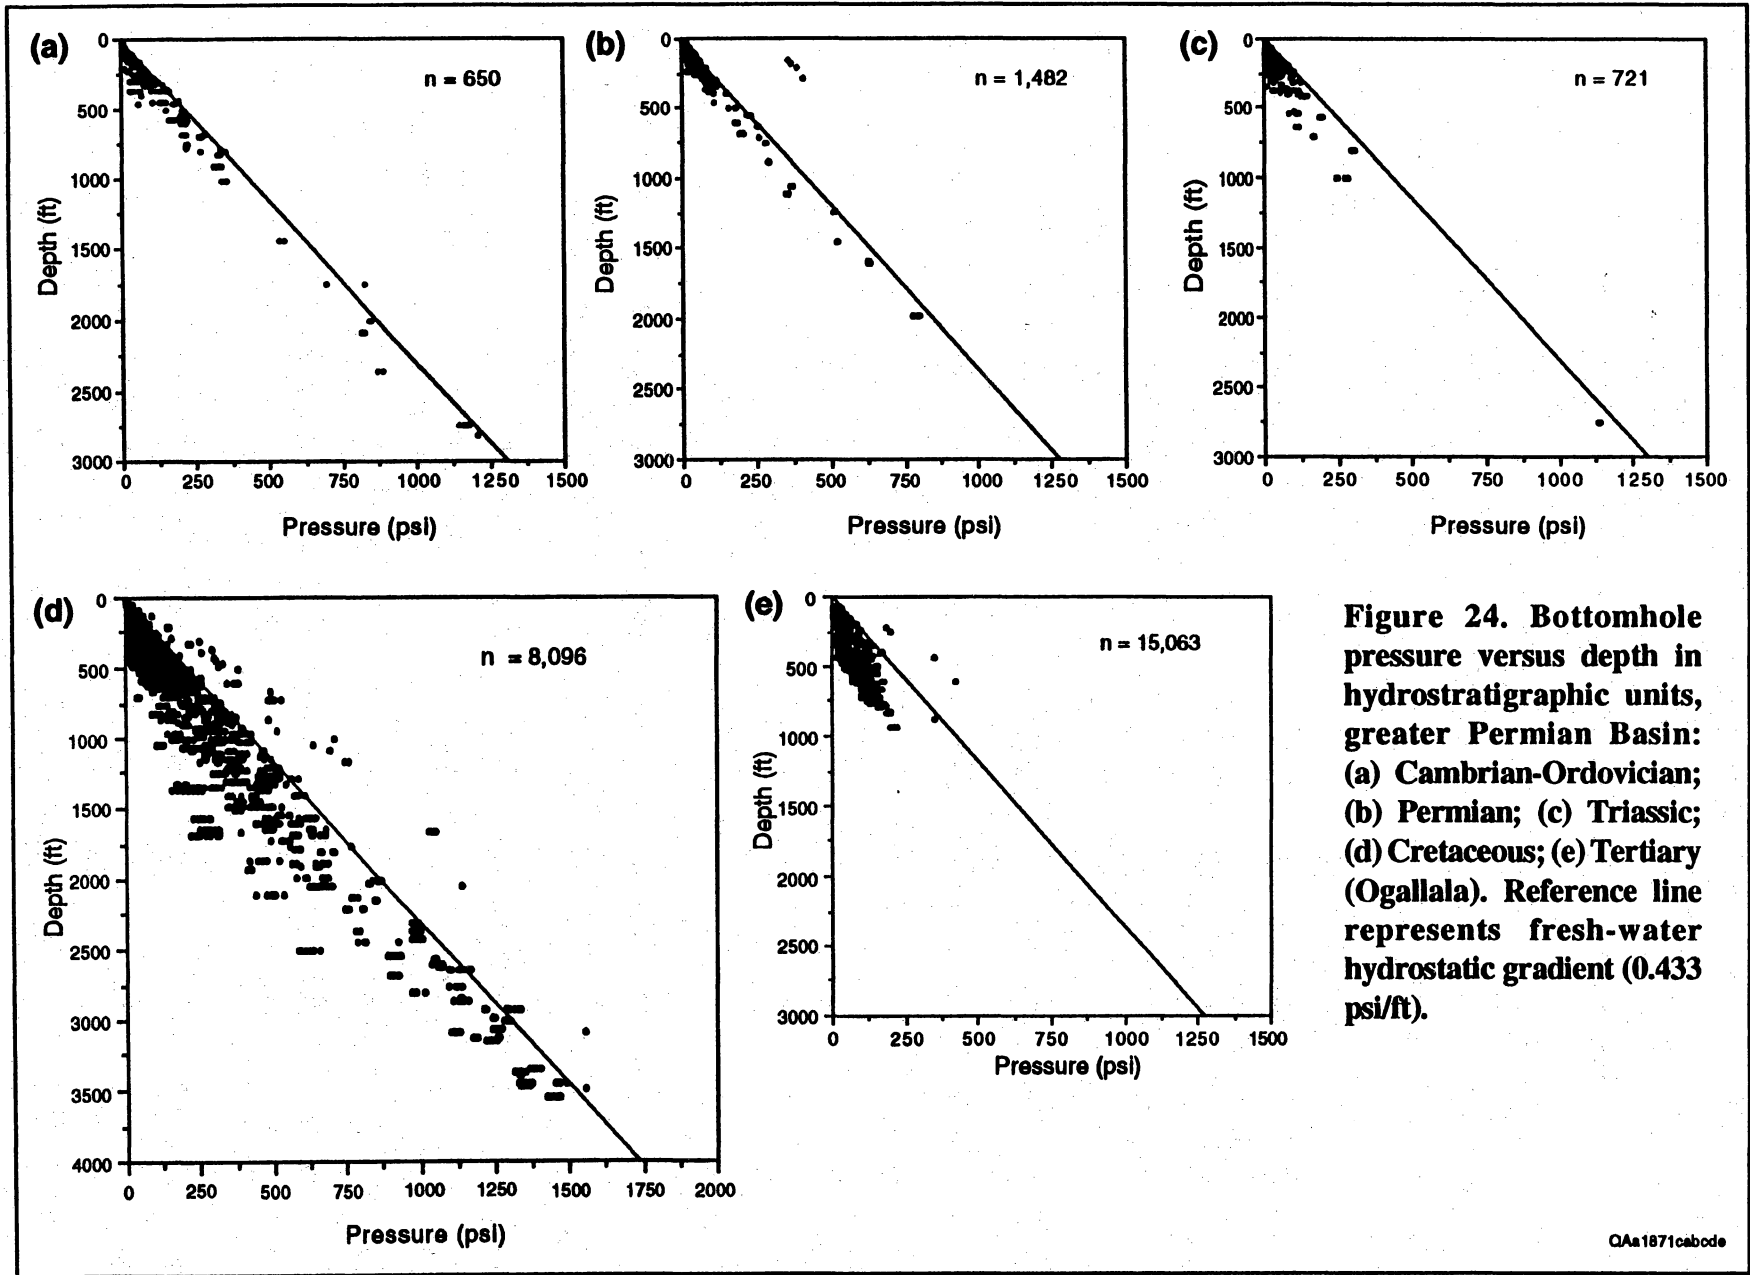 (a)
n = 650
0
500
1000
1500
2000
2500
3000
Depth (ft)
0 250 500 750 1000 1250 1500
Pressure (psi)
(b)
n = 1,482
0
500
1000
1500
2000
2500
3000
Depth (ft)
0 250 500 750 1000 1250 1500
Pressure (psi)
(c)
n = 721
0
500
1000
1500
2000
2500
3000
Depth (ft)
0 250 500 750 1000 1250 1500
Pressure (psi)
(d)
n = 8,096
0
500
1000
1500
2000
2500
3000
3500
4000
Depth (ft)
0 250 500 750 1000 1250 1500 1750 2000
Pressure (psi)
(e)
n = 15,063
0
500
1000
1500
2000
2500
3000
Depth (ft)
0 250 500 750 1000 1250 1500
Pressure (psi)
Figure 24. Bottomhole
pressure versus depth in
hydrostratigraphic units,
greater Permian Basin:
(a) Cambrian-Ordovician;
(b) Permian; (c) Triassic;
(d) Cretaceous; (e) Tertiary
(Ogallala). Reference line
represents fresh-water
hydrostatic gradient (0.433
psi/ft).
QAa1871cabcde